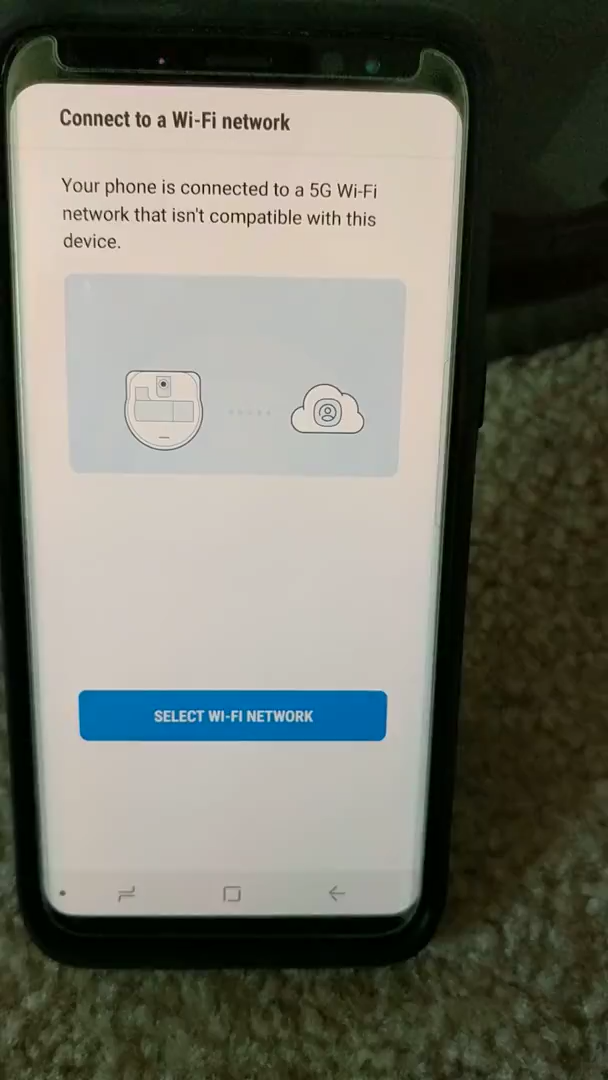 Connect to a Wi-Fi network
Your phone is connected to a 5G Wi-Fi
network that isn't compatible with this
device.
SELECT WI-FI NETWORK